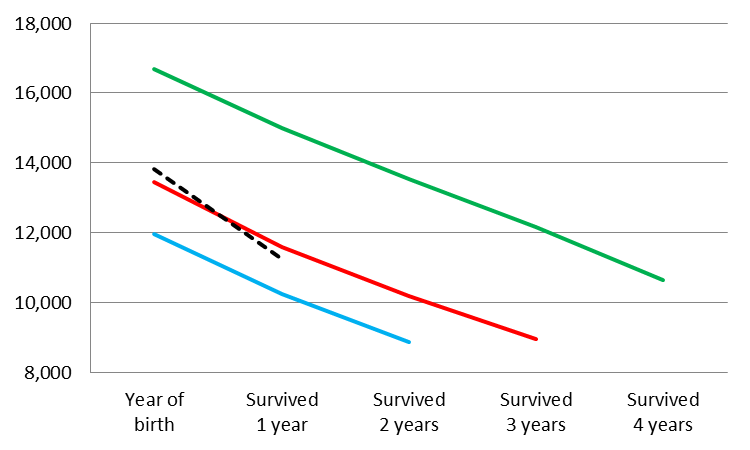 18,000
16,000
14,000
12,000
10,000
8,000
Year of
birth
Survived
1 year
Survived
2 years
Survived
3 years
Survived
4 years